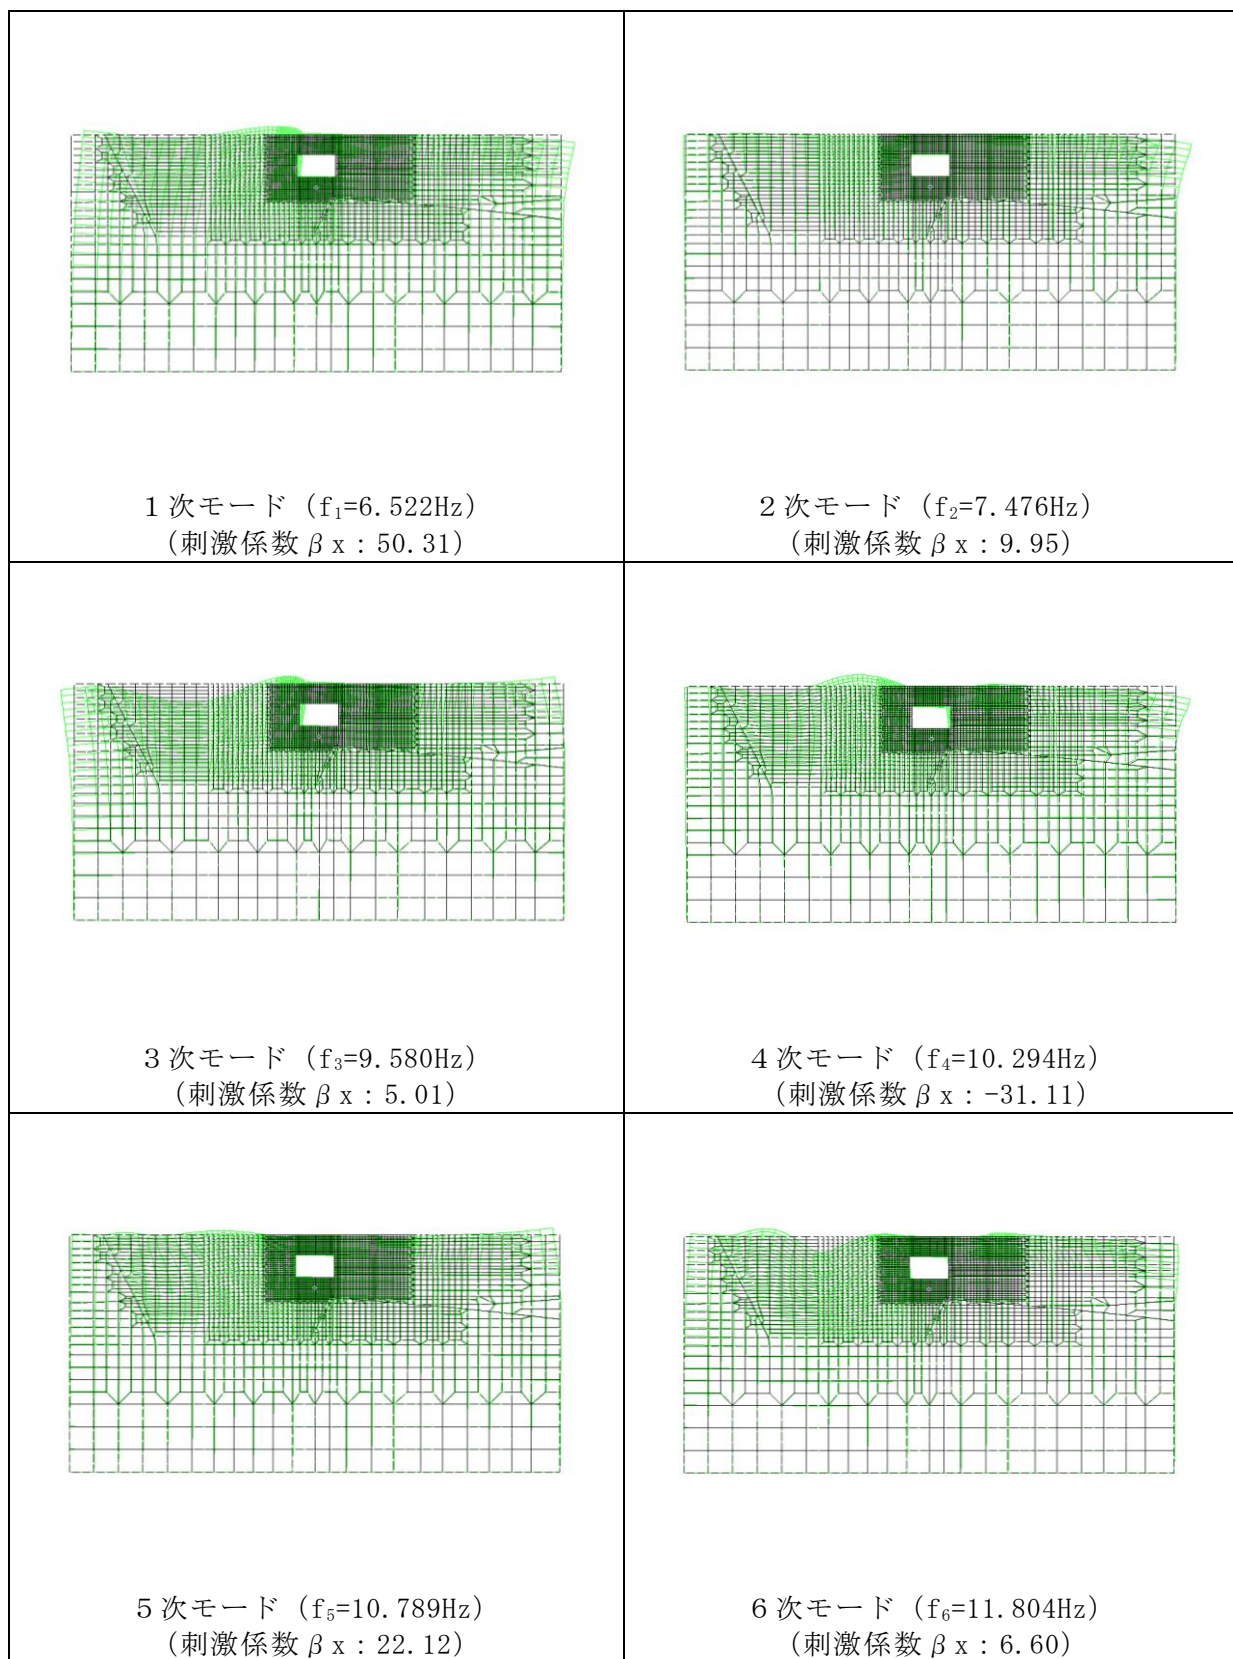 1次モード (f₁=6.522Hz)
(刺激係数βx:50.31)
2次モード (f₂=7.476Hz)
(刺激係数βx:9.95)
3次モード (f₃=9.580Hz)
(刺激係数βx:5.01)
4次モード (f₄=10.294Hz)
(刺激係数βx:-31.11)
5次モード (f₅=10.789Hz)
(刺激係数βx:22.12)
6次モード (f₆=11.804Hz)
(刺激係数βx:6.60)